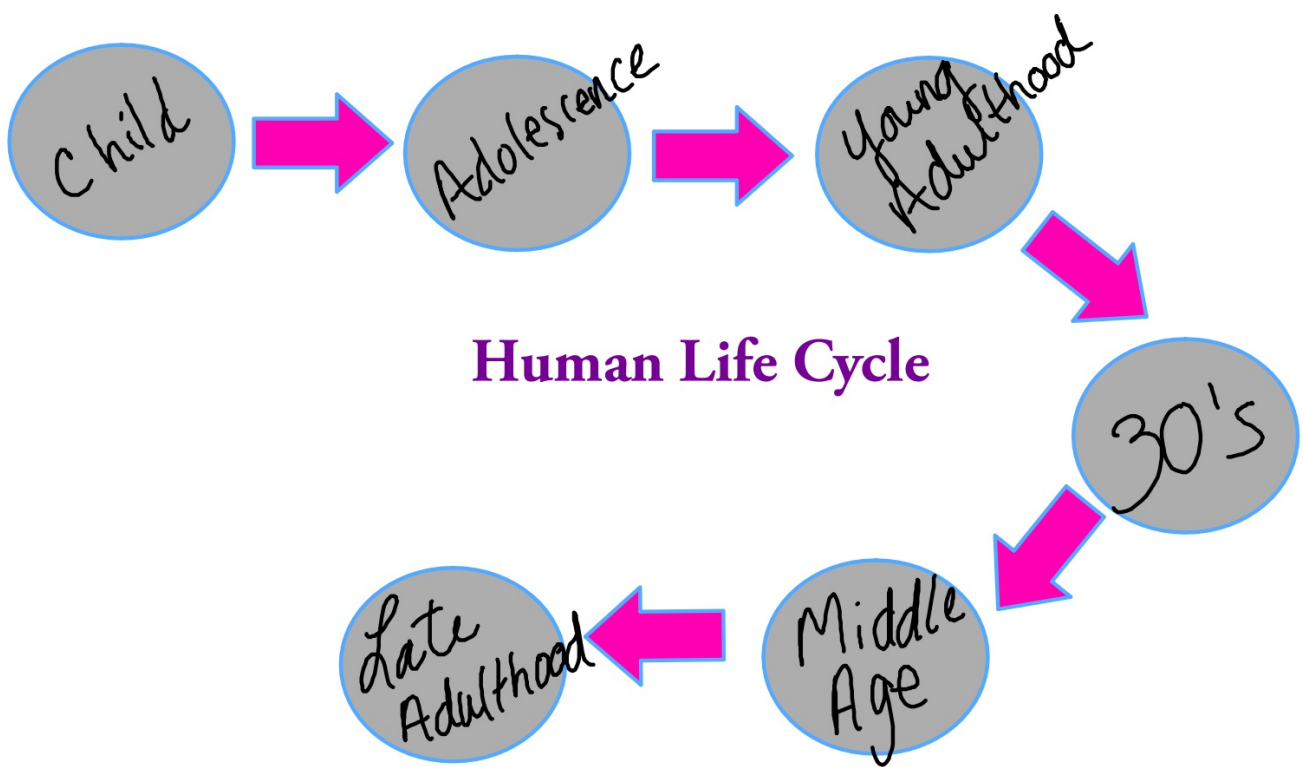 Child
Adolescence
Young
Adulthood
Human Life Cycle
30's
Middle
Age
Late
Adulthood